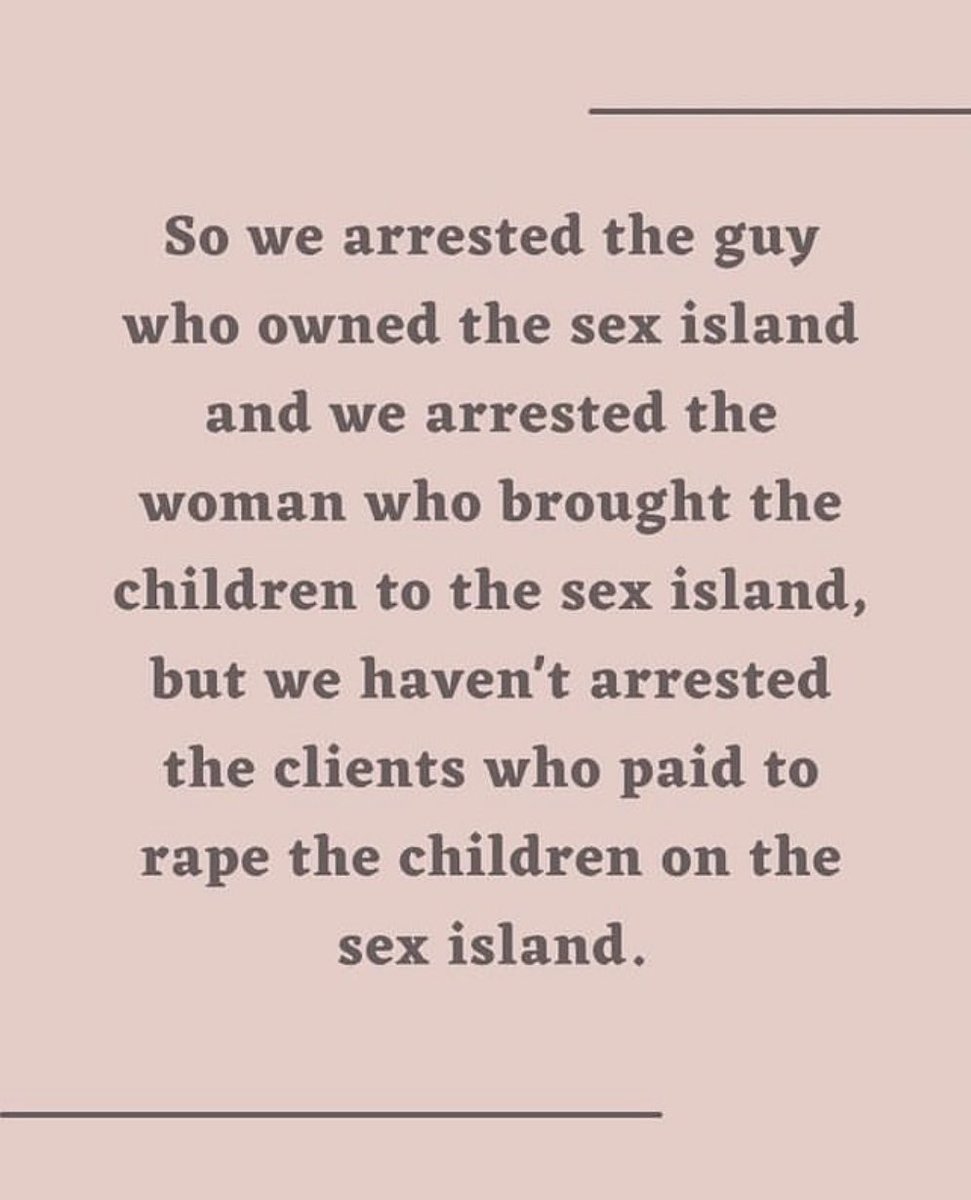 So we arrested the guy
who owned the sex island
and we arrested the
woman who brought the
children to the sex island,
but we haven't arrested
the clients who paid to
rape the children on the
sex island.